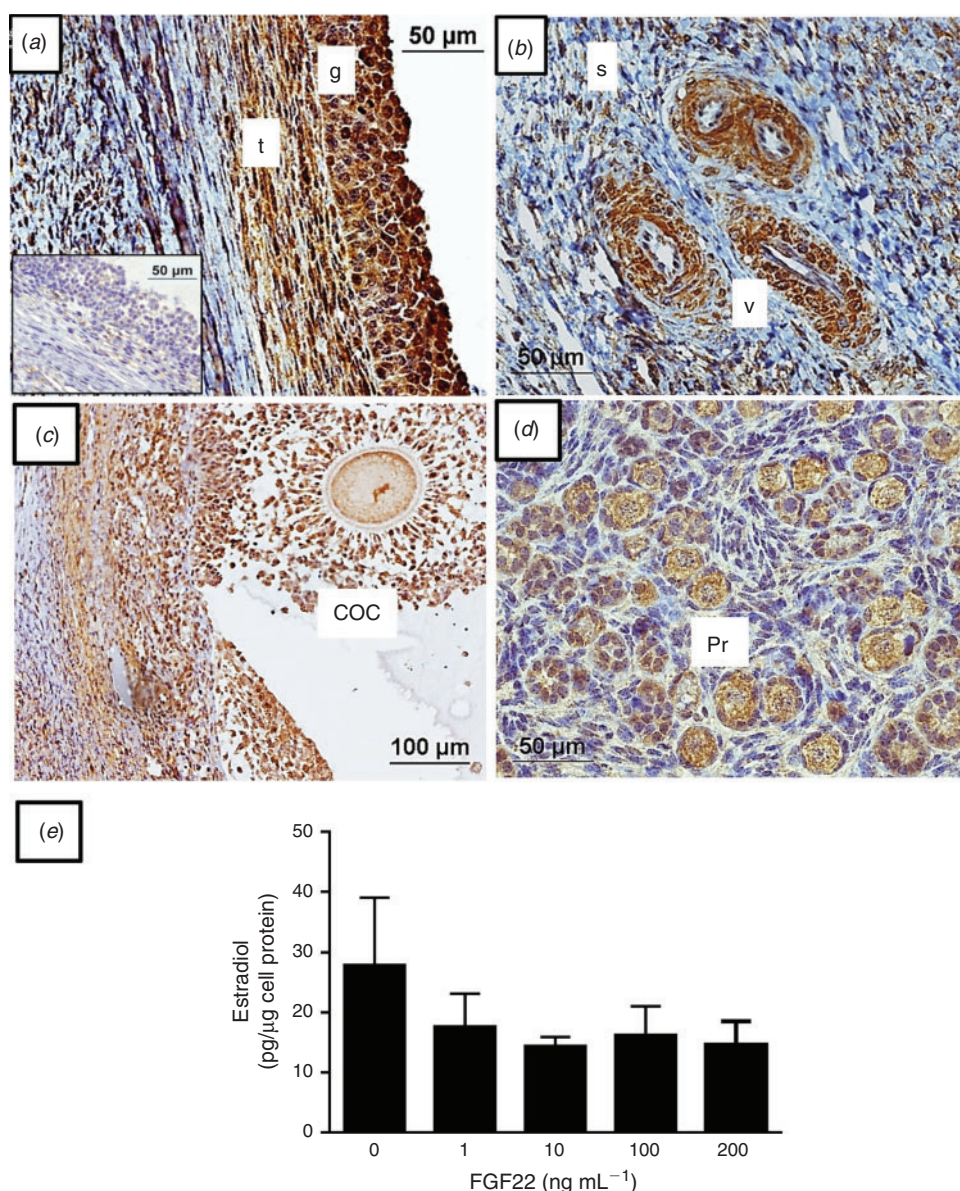 (a)
50 µm
g
t
50 µm
(b)
s
v
50 µm
(c)
COC
100 µm
(d)
Pr
50 µm
(e)
50
40
30
20
10
0
Estradiol
(pg/µg cell protein)
0 1 10 100 200
FGF22 (ng mL⁻¹)